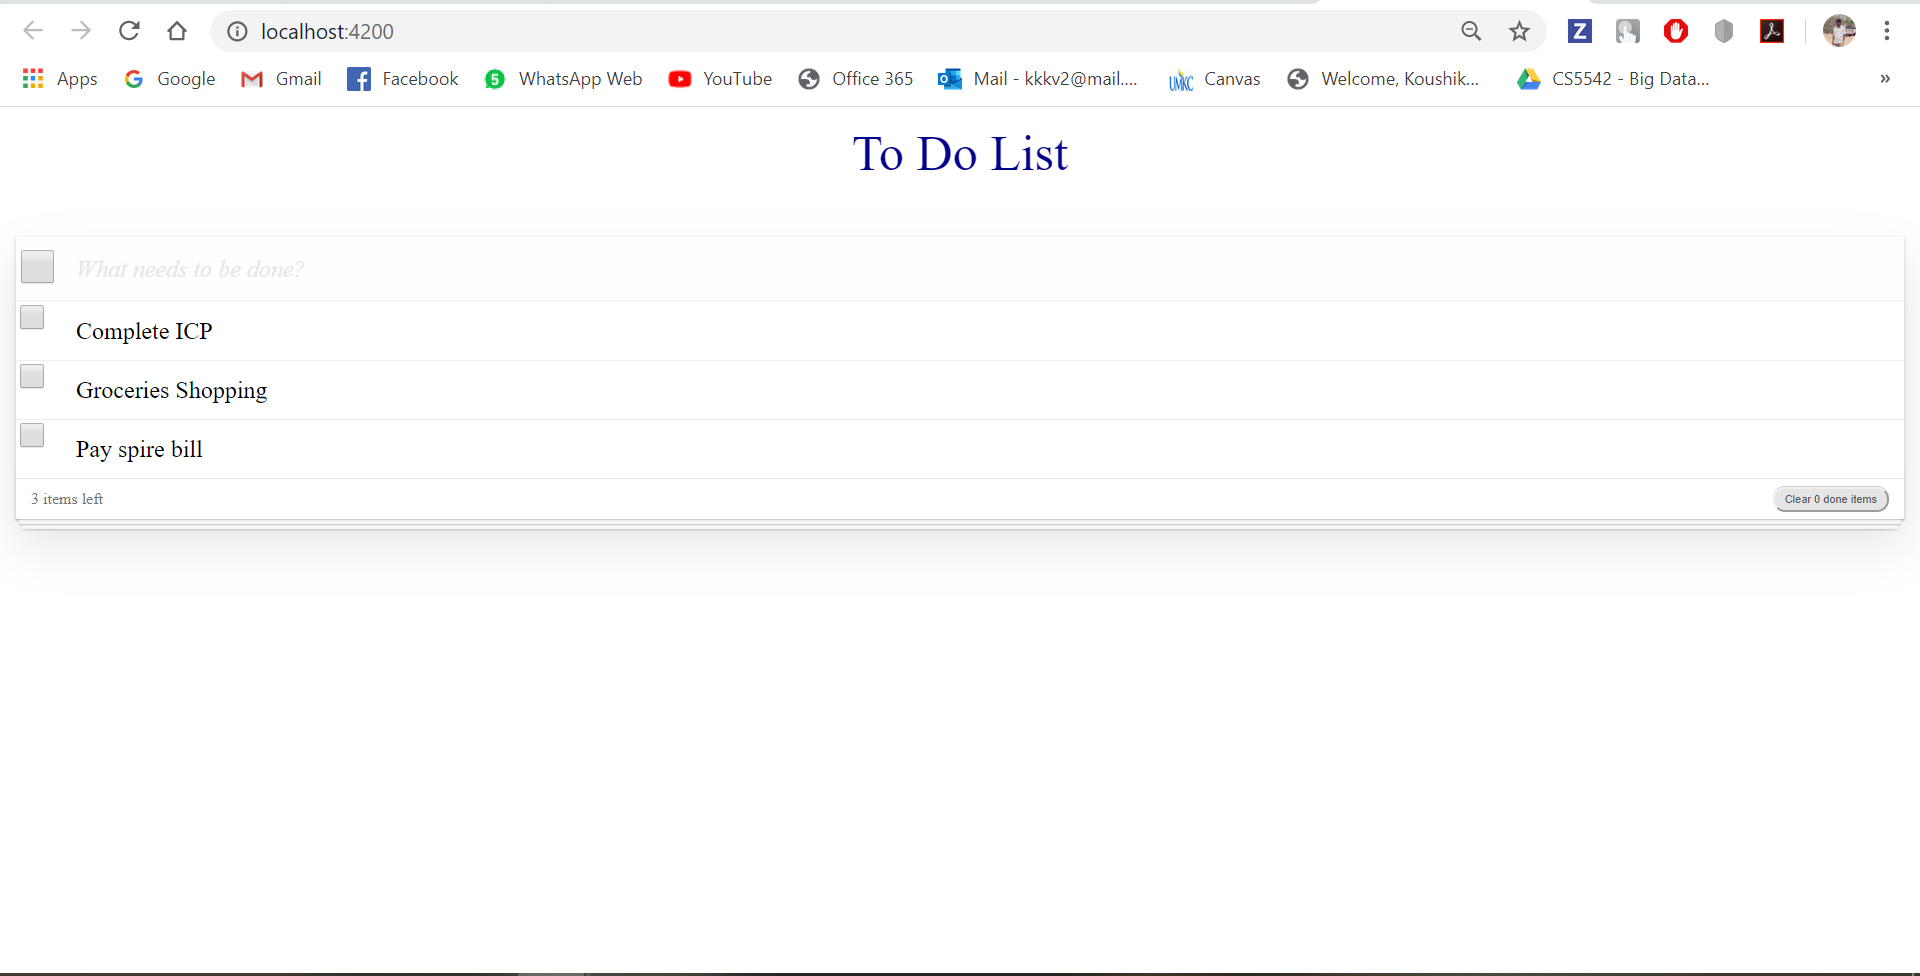 localhost:4200
Apps Google Gmail Facebook 5 WhatsApp Web YouTube Office 365 Mail - kkkv2@mail.... UMKC Canvas Welcome, Koushik... CS5542 - Big Data... »
To Do List
What needs to be done?
Complete ICP
Groceries Shopping
Pay spire bill
3 items left Clear 0 done items